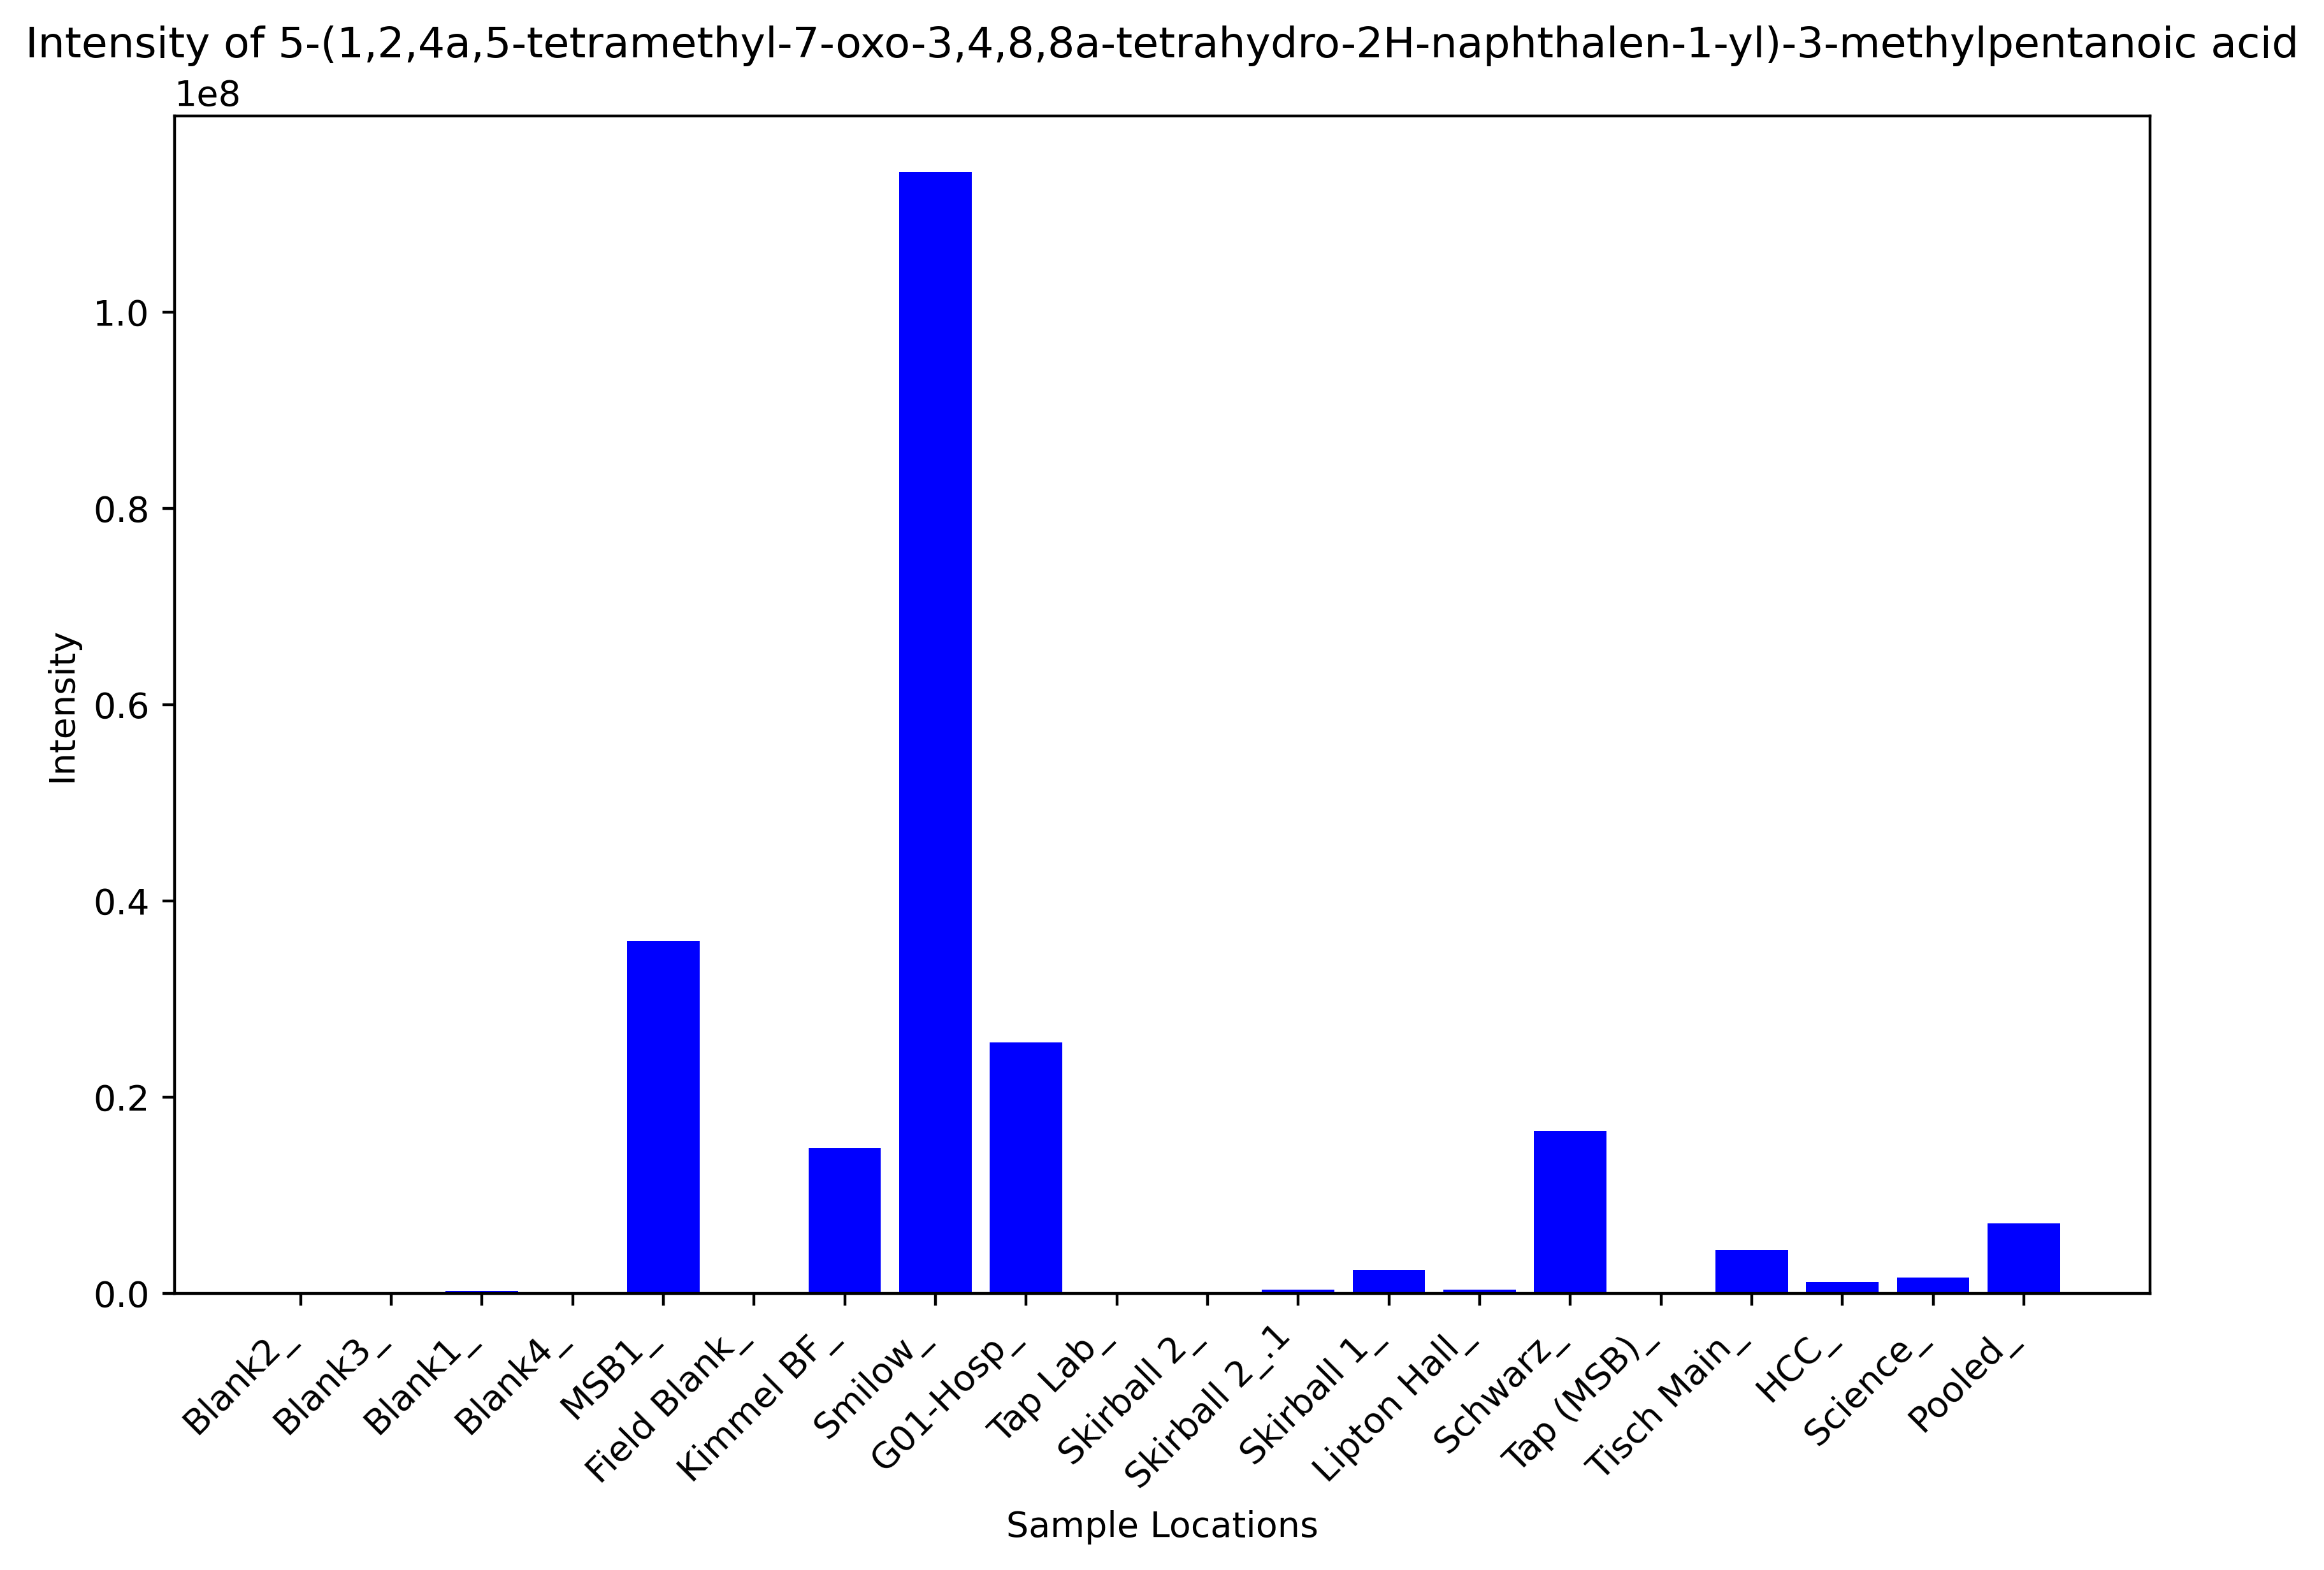 Intensity of 5-(1,2,4a,5-tetramethyl-7-oxo-3,4,8,8a-tetrahydro-2H-naphthalen-1-yl)-3-methylpentanoic acid
1e8
1.0
0.8
0.6
0.4
0.2
0.0
Intensity
Blank2_
Blank3_
Blank1_
Blank4_
MSB1_
Field Blank_
Kimmel BF_
Smilow_
G01-Hosp_
Tap Lab_
Skirball 2_
Skirball 2_.1
Skirball 1_
Lipton Hall_
Schwarz_
Tap (MSB)_
Tisch Main_
HCC_
Science_
Pooled_
Sample Locations